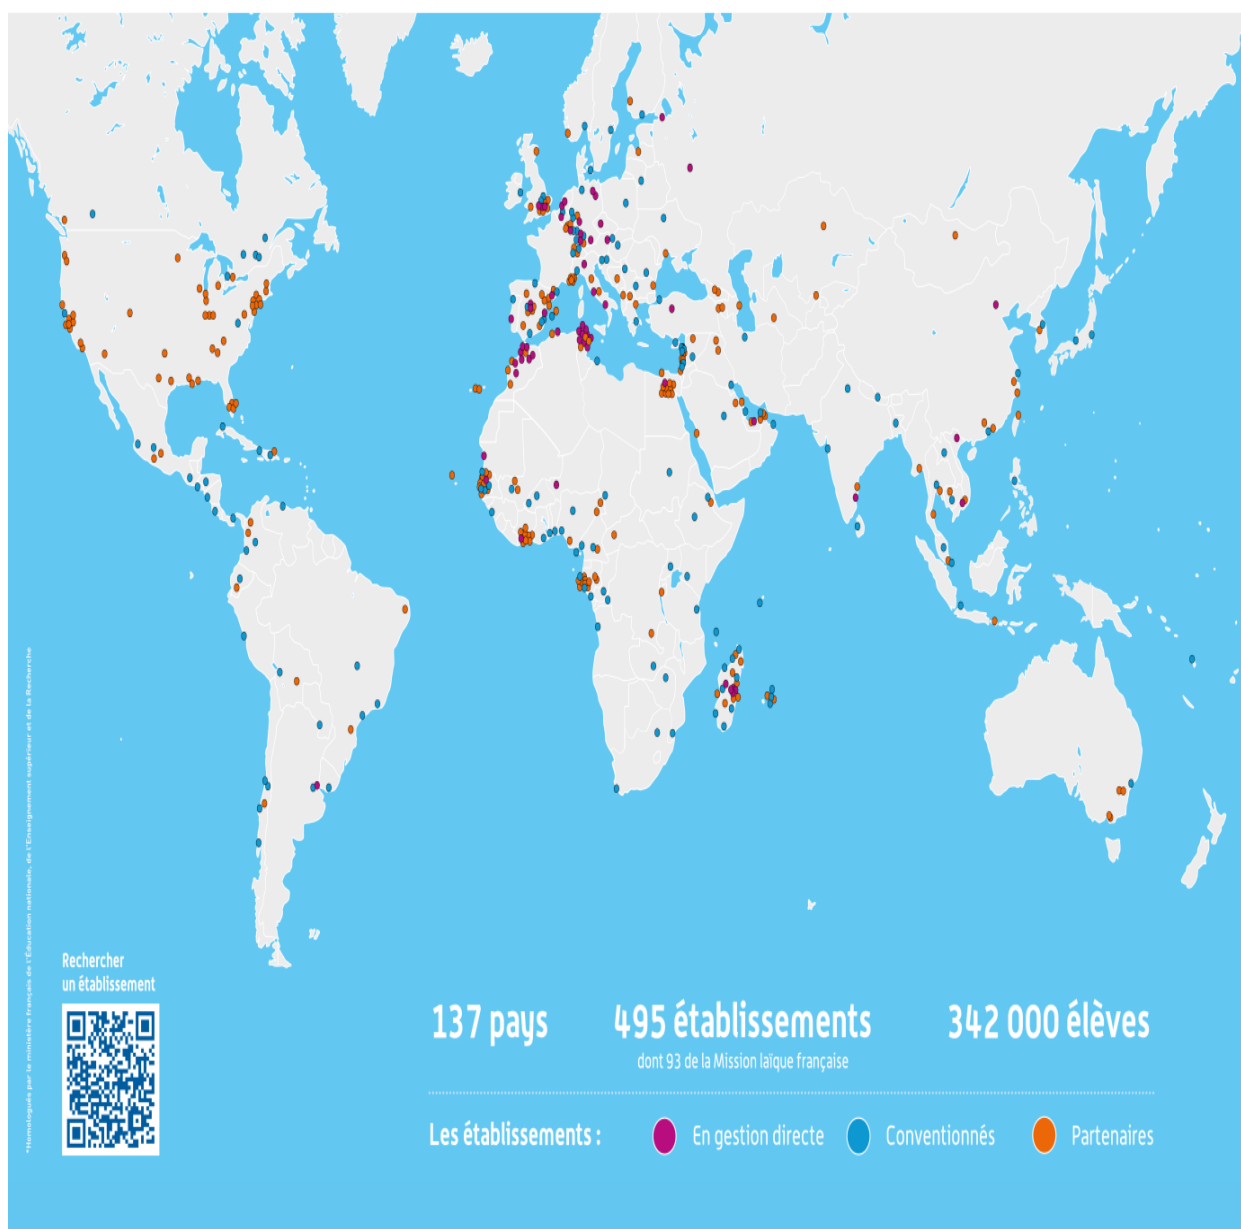 *Homologués par le ministère français de l'Éducation nationale, de l'Enseignement supérieur et de la Recherche
Rechercher
un établissement
137 pays
495 établissements
342 000 élèves
dont 93 de la Mission laïque française
Les établissements :
En gestion directe
Conventionnés
Partenaires